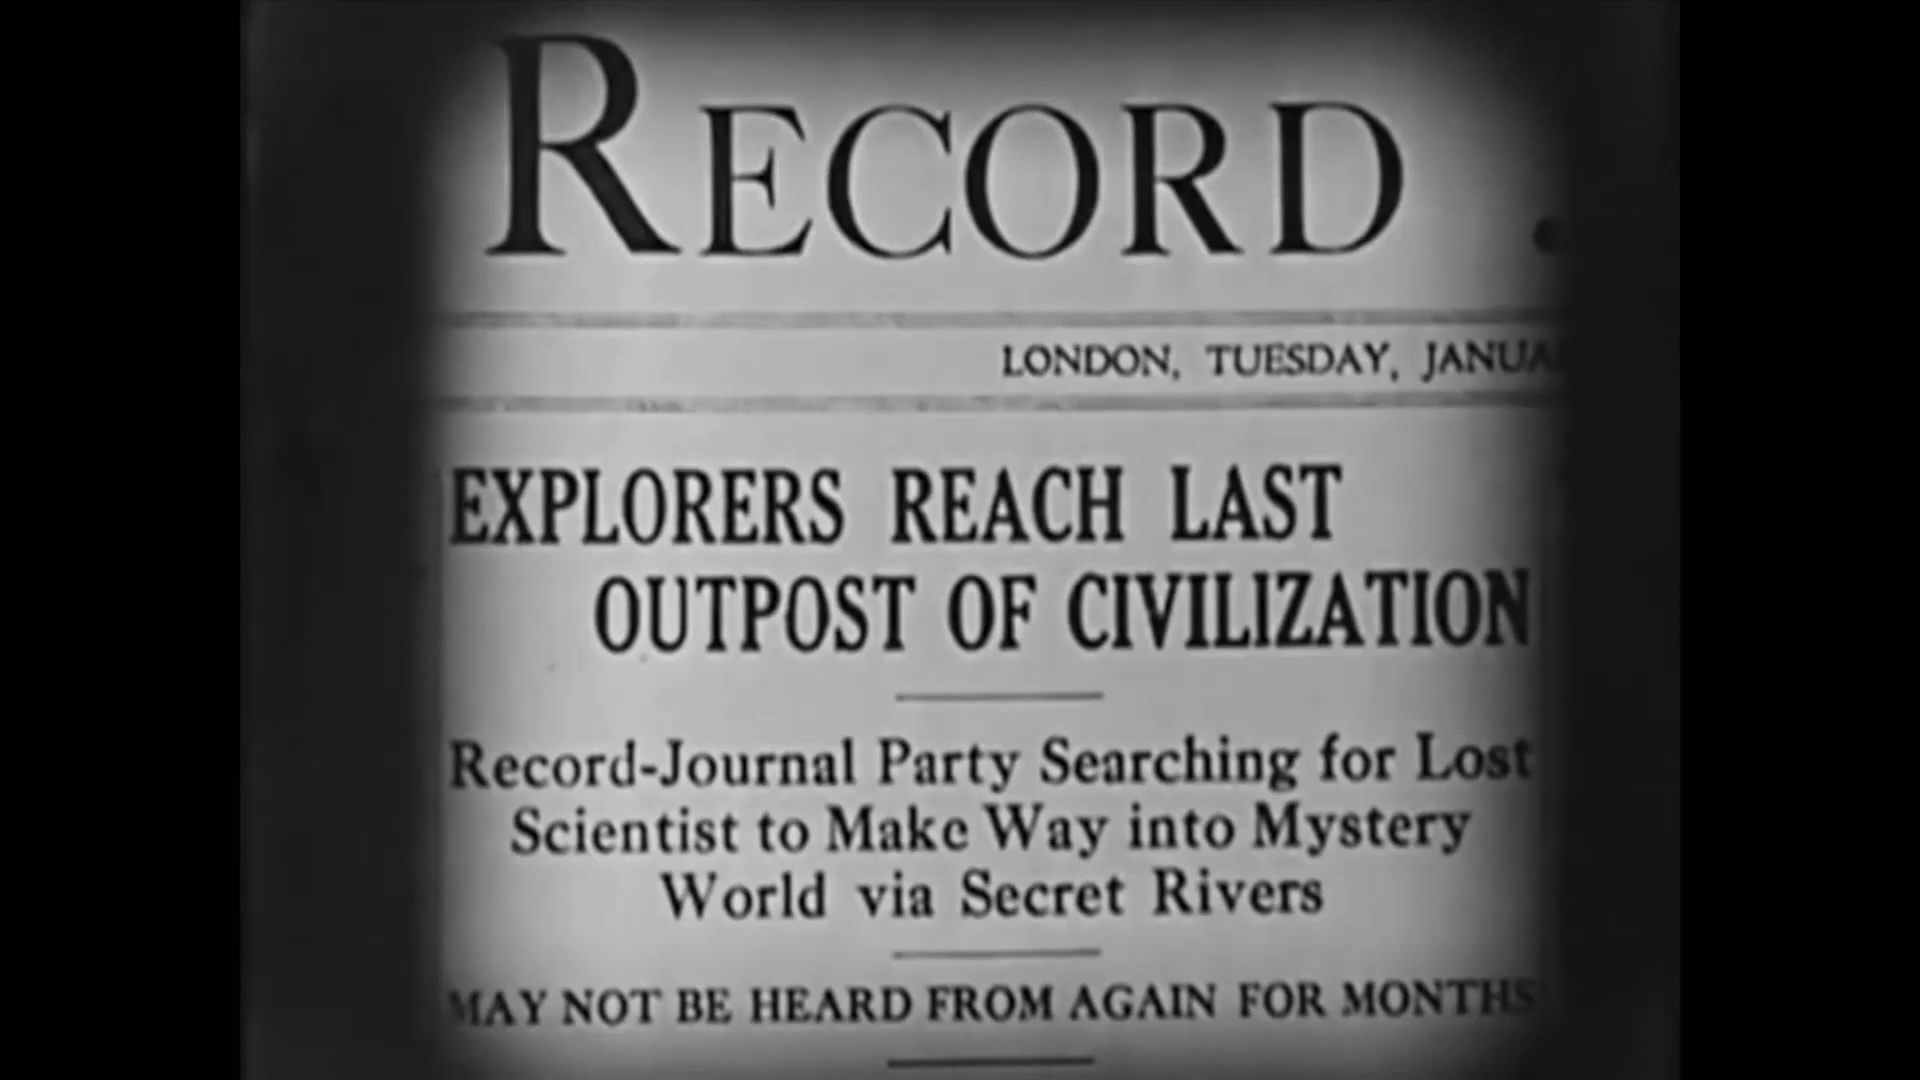 RECORD
LONDON, TUESDAY, JANUA
EXPLORERS REACH LAST
OUTPOST OF CIVILIZATION
Record-Journal Party Searching for Lost
Scientist to Make Way into Mystery
World via Secret Rivers
MAY NOT BE HEARD FROM AGAIN FOR MONTHS